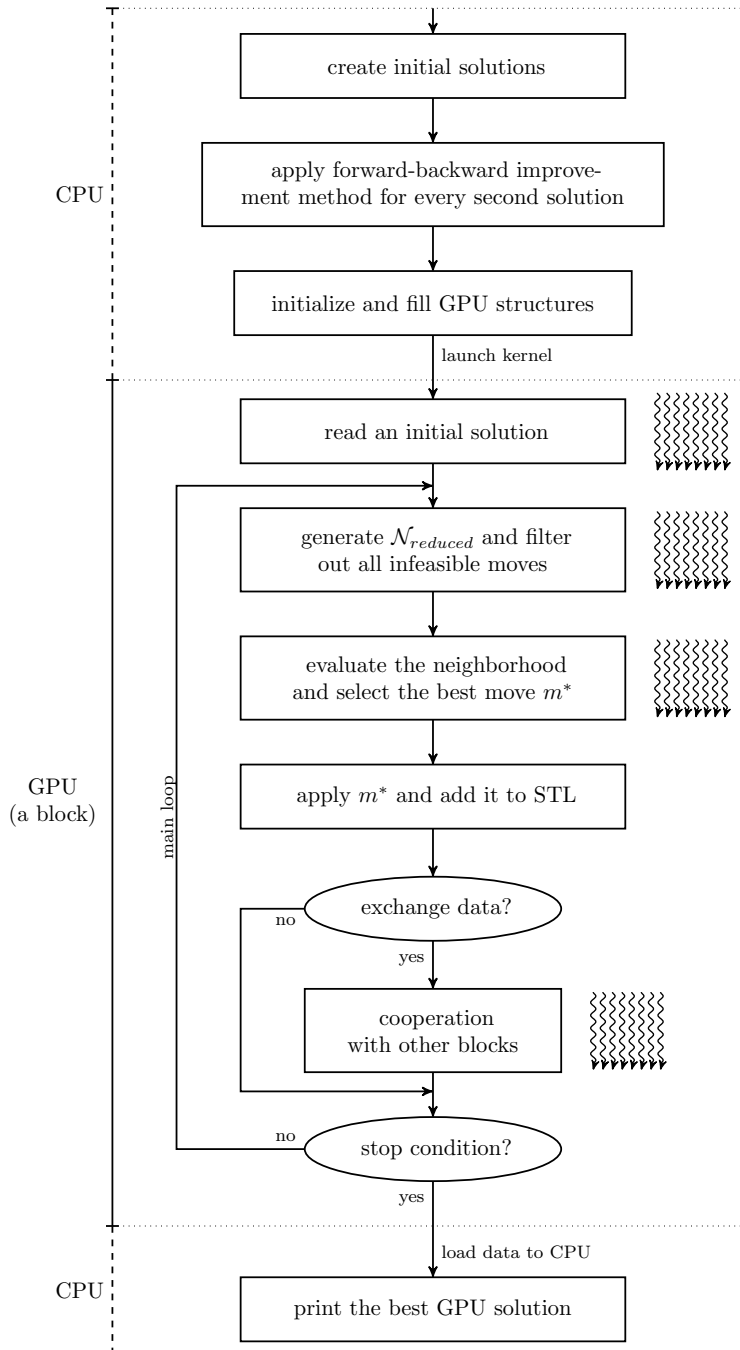 create initial solutions
apply forward-backward improve-
ment method for every second solution
CPU
initialize and fill GPU structures
launch kernel
read an initial solution
generate 𝒩reduced and filter
out all infeasible moves
evaluate the neighborhood
and select the best move m*
GPU
(a block)
main loop
apply m* and add it to STL
exchange data?
no
yes
cooperation
with other blocks
no
stop condition?
yes
load data to CPU
CPU
print the best GPU solution